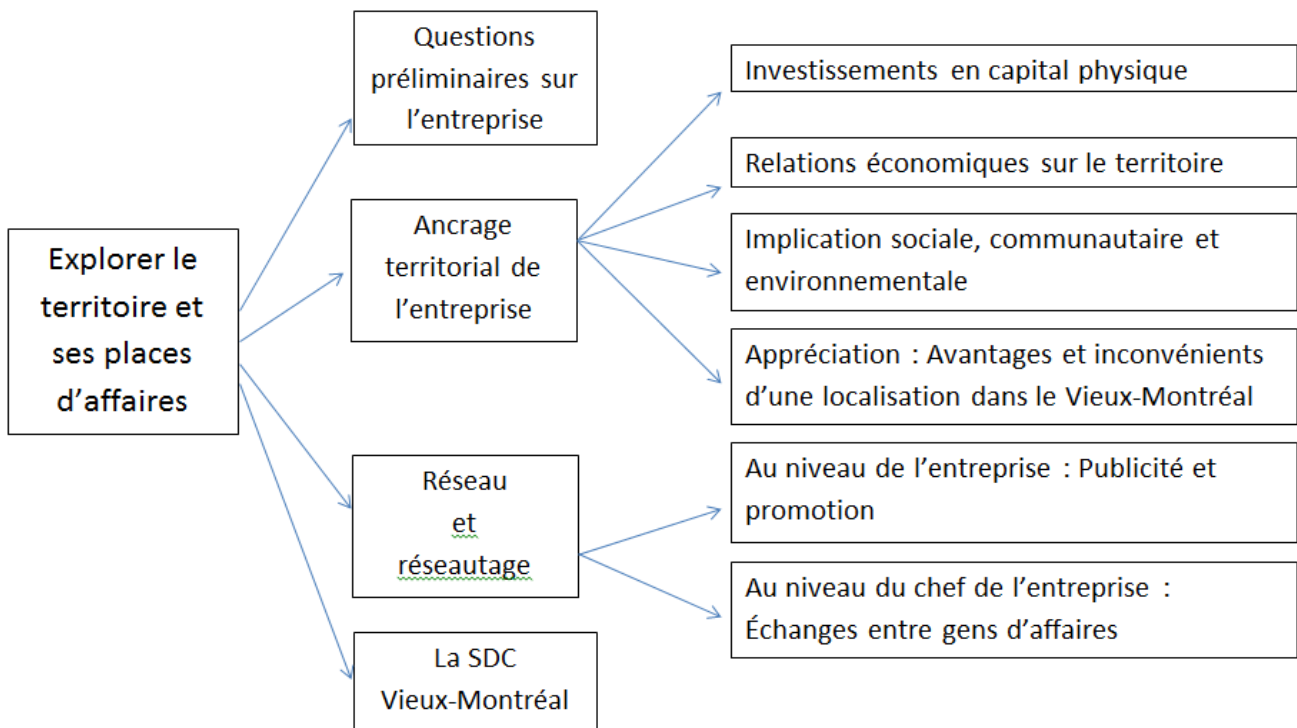 Explorer le
territoire et
ses places
d'affaires
Questions
préliminaires sur
l'entreprise
Ancrage
territorial de
l'entreprise
Réseau
et
réseautage
La SDC
Vieux-Montréal
Investissements en capital physique
Relations économiques sur le territoire
Implication sociale, communautaire et
environnementale
Appréciation : Avantages et inconvénients
d'une localisation dans le Vieux-Montréal
Au niveau de l'entreprise : Publicité et
promotion
Au niveau du chef de l'entreprise :
Échanges entre gens d'affaires